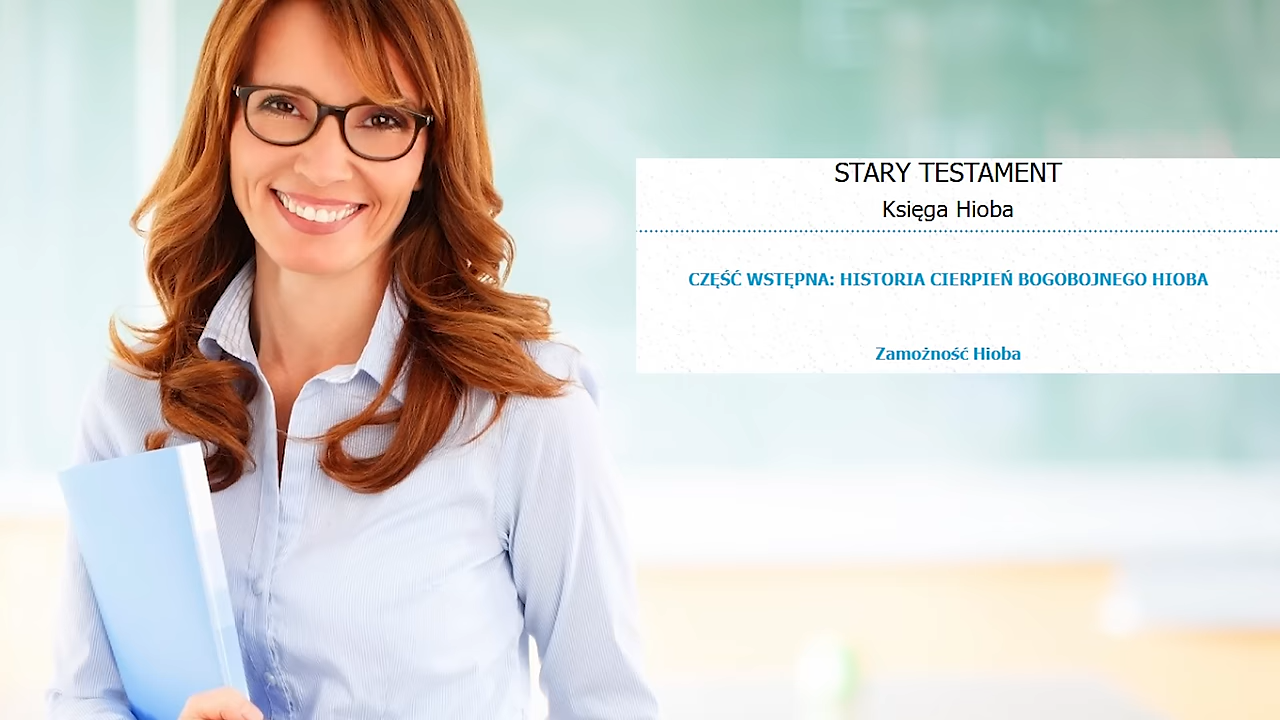 STARY TESTAMENT
Księga Hioba
CZĘŚĆ WSTĘPNA: HISTORIA CIERPIEŃ BOGOBOJNEGO HIOBA
Zamożność Hioba